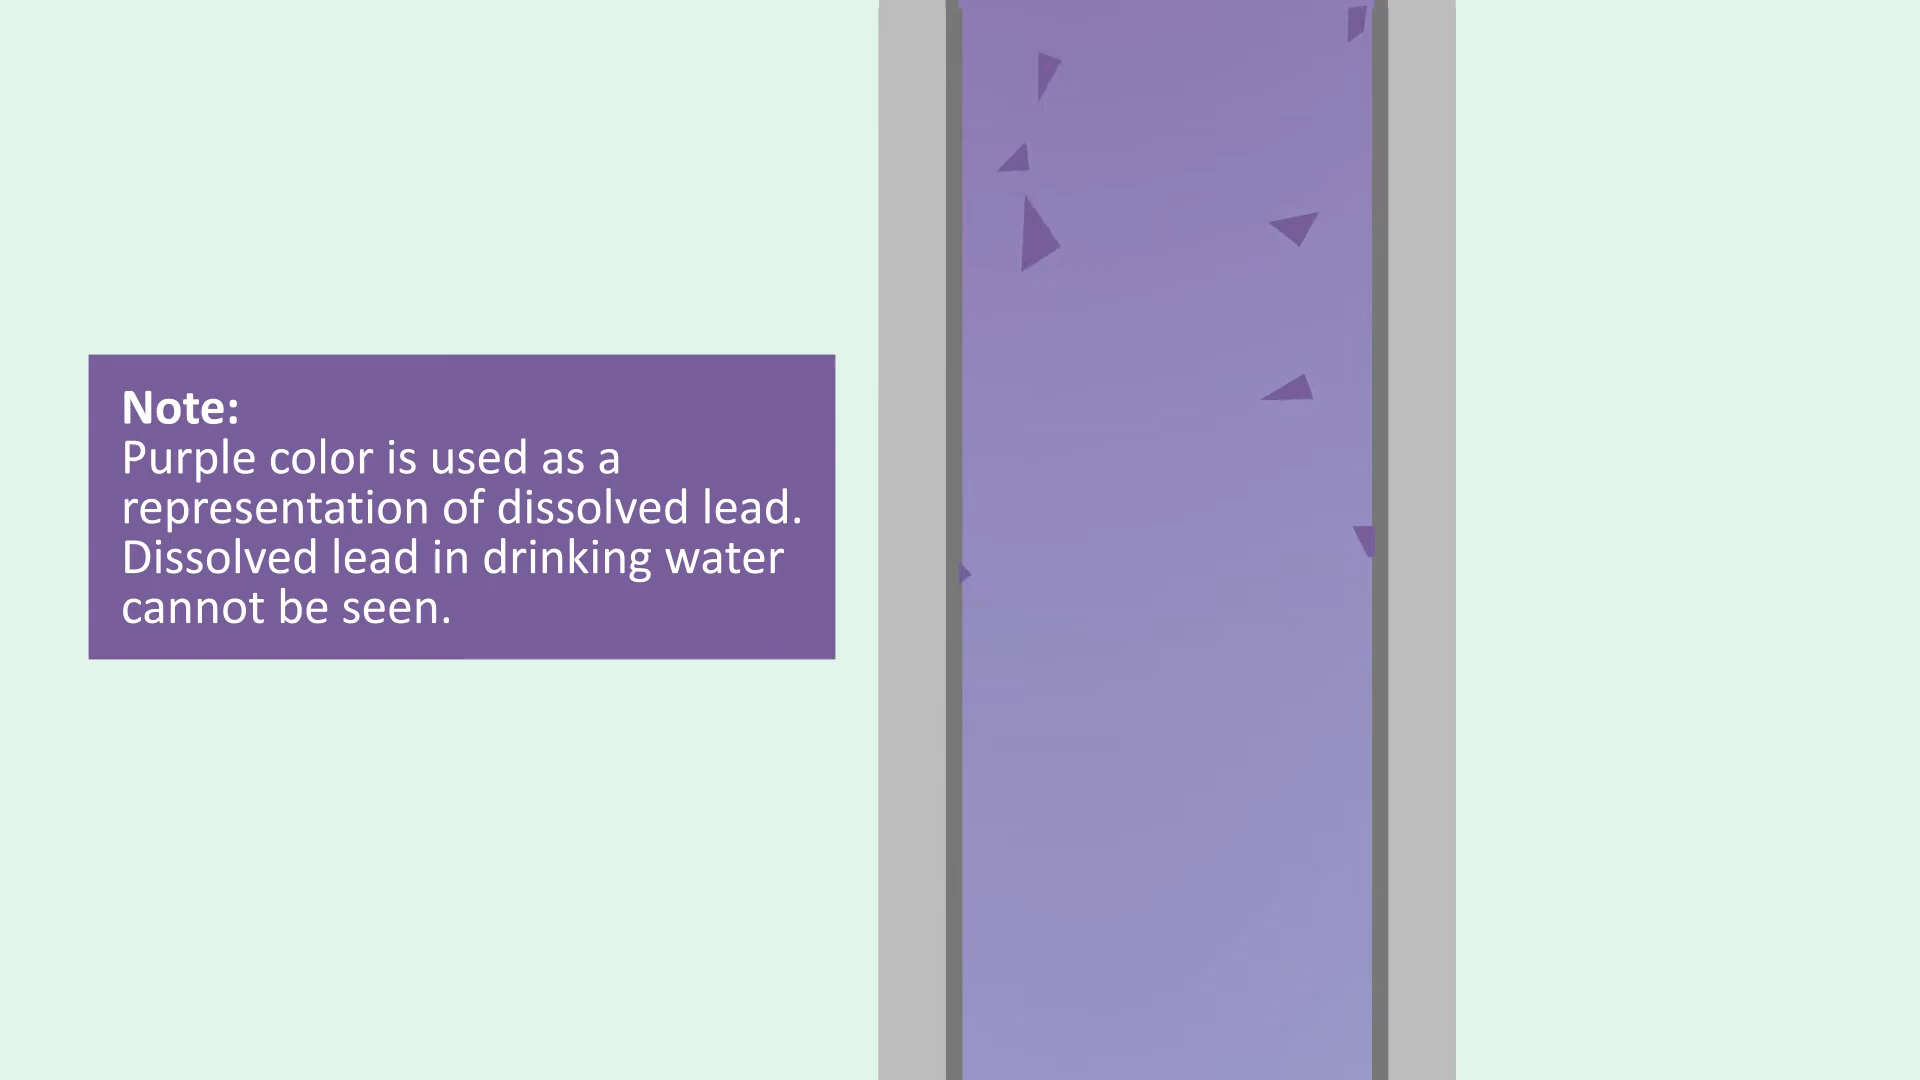 Note:
Purple color is used as a
representation of dissolved lead.
Dissolved lead in drinking water
cannot be seen.